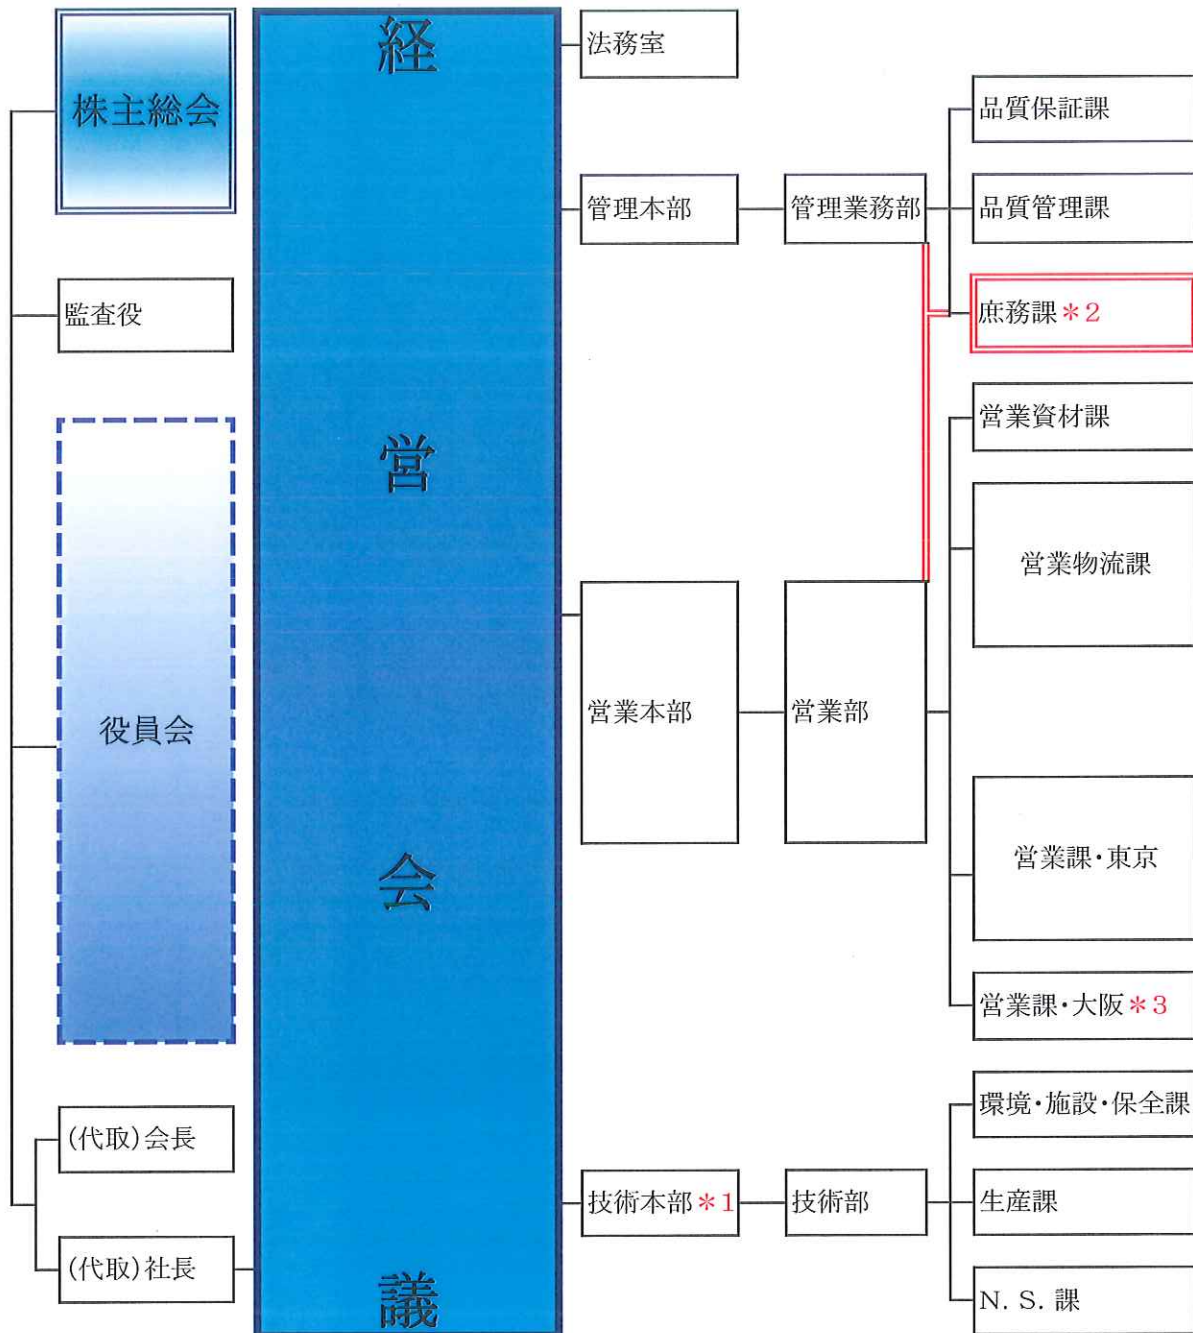 株主総会
監査役
役員会
(代取)会長
(代取)社長
経営会議
法務室
管理本部
営業本部
技術本部*1
管理業務部
営業部
技術部
品質保証課
品質管理課
庶務課*2
営業資材課
営業物流課
営業課・東京
営業課・大阪*3
環境・施設・保全課
生産課
N. S. 課